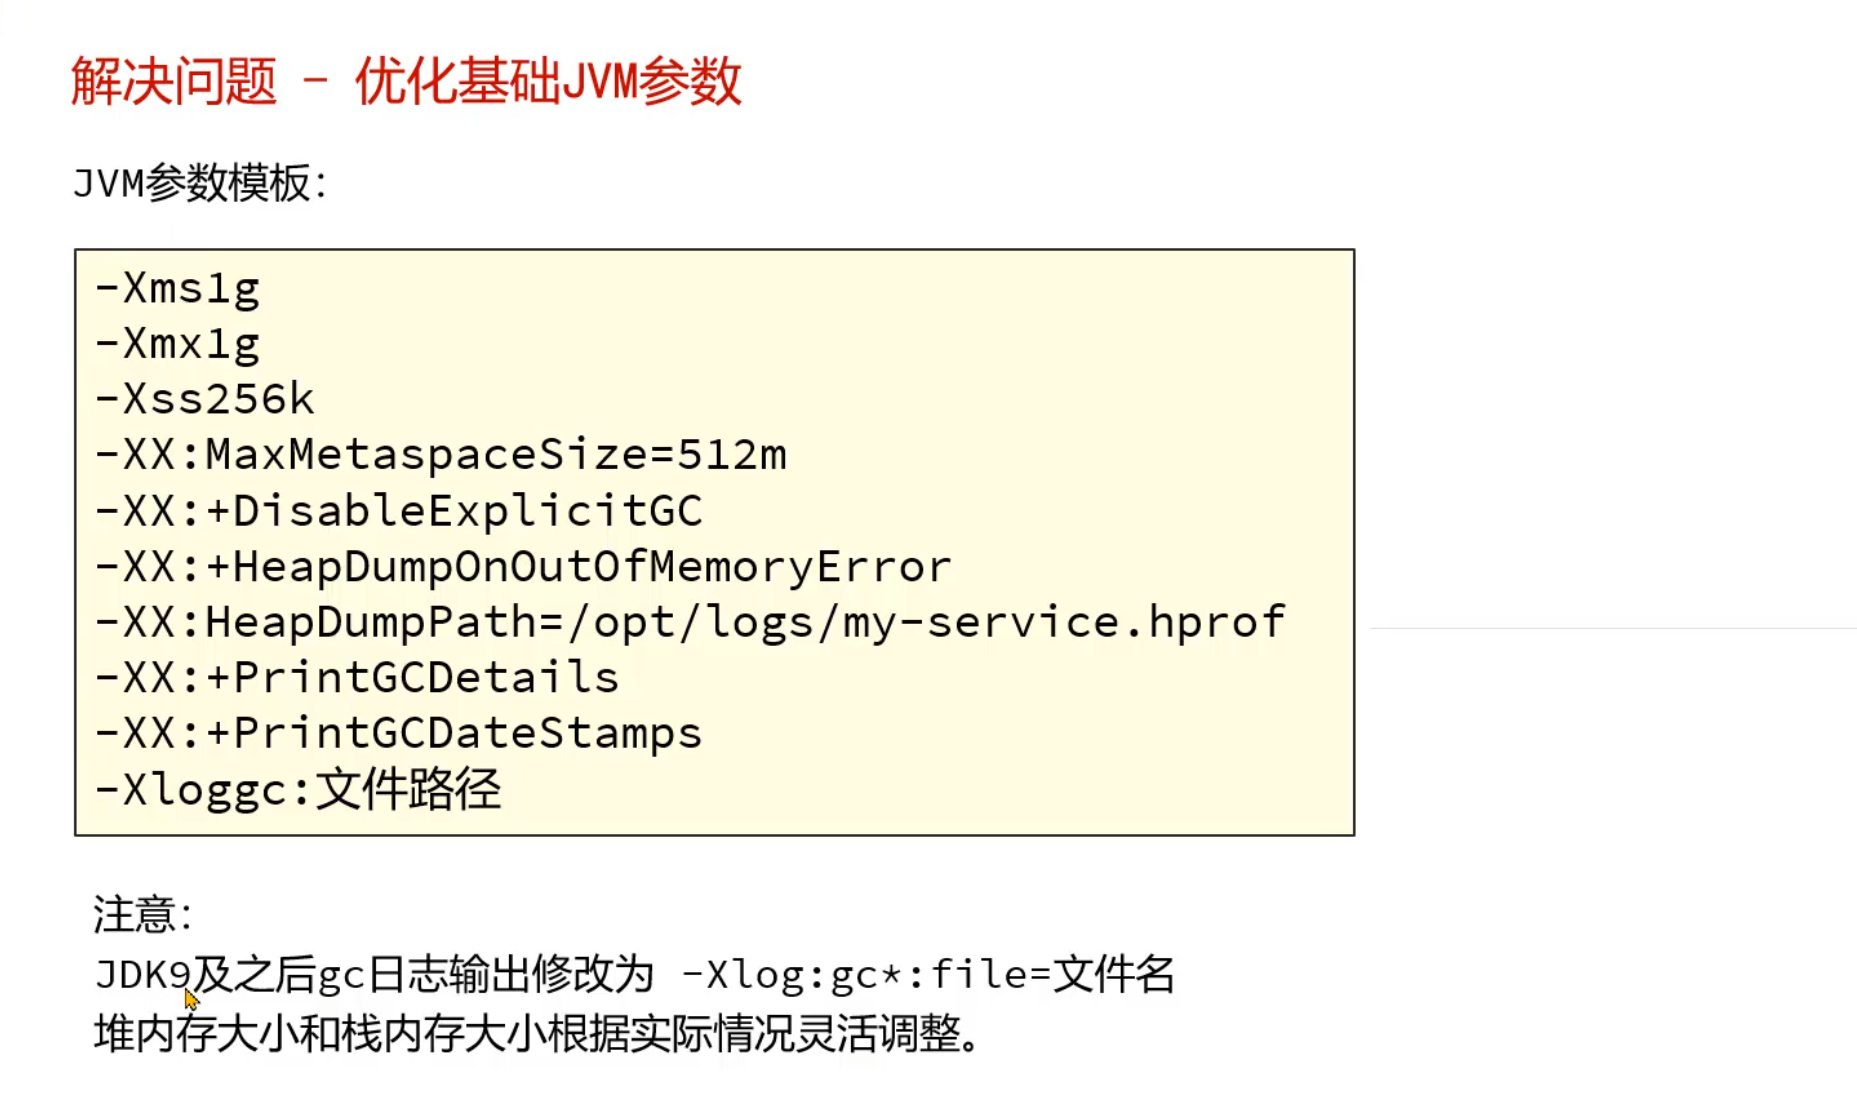 解决问题 - 优化基础JVM参数
JVM参数模板：
-Xms1g
-Xmx1g
-Xss256k
-XX:MaxMetaspaceSize=512m
-XX:+DisableExplicitGC
-XX:+HeapDumpOnOutOfMemoryError
-XX:HeapDumpPath=/opt/logs/my-service.hprof
-XX:+PrintGCDetails
-XX:+PrintGCDateStamps
-Xloggc:文件路径
注意：
JDK9及之后gc日志输出修改为 -Xlog:gc*:file=文件名
堆内存大小和栈内存大小根据实际情况灵活调整。